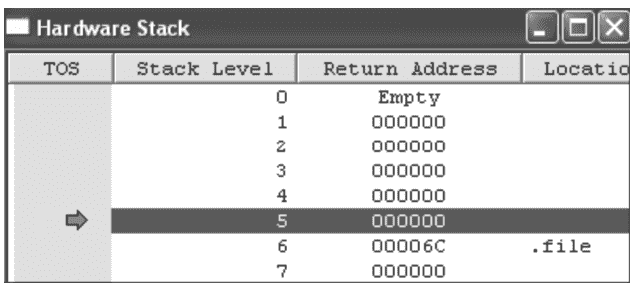 Hardware Stack
TOS Stack Level Return Address Locatio
0 Empty
1 000000
2 000000
3 000000
4 000000
5 000000
6 00006C .file
7 000000